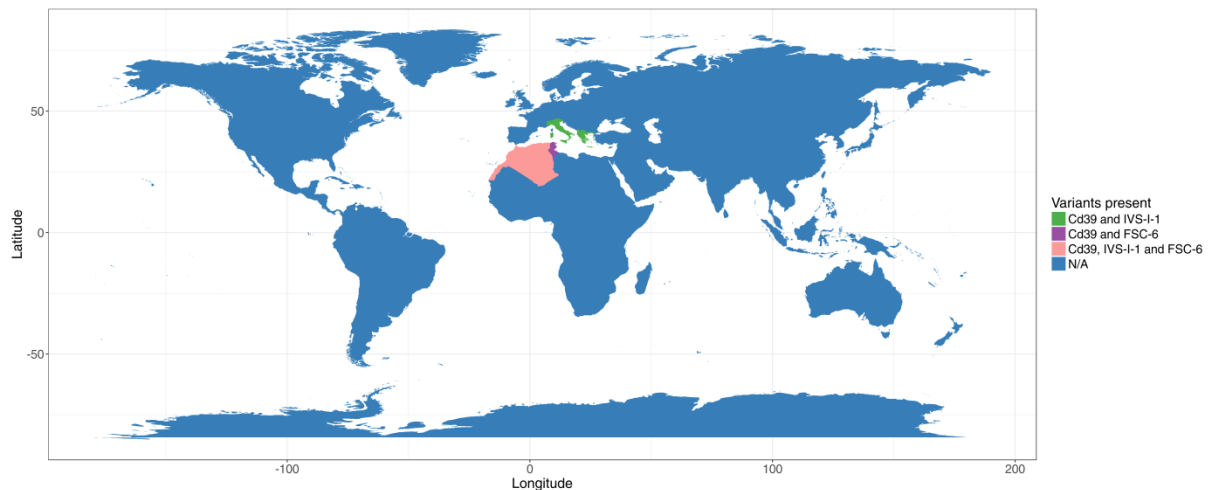 50
0
-50
Latitude
-100
0
100
200
Longitude
Variants present
Cd39 and IVS-I-1
Cd39 and FSC-6
Cd39, IVS-I-1 and FSC-6
N/A